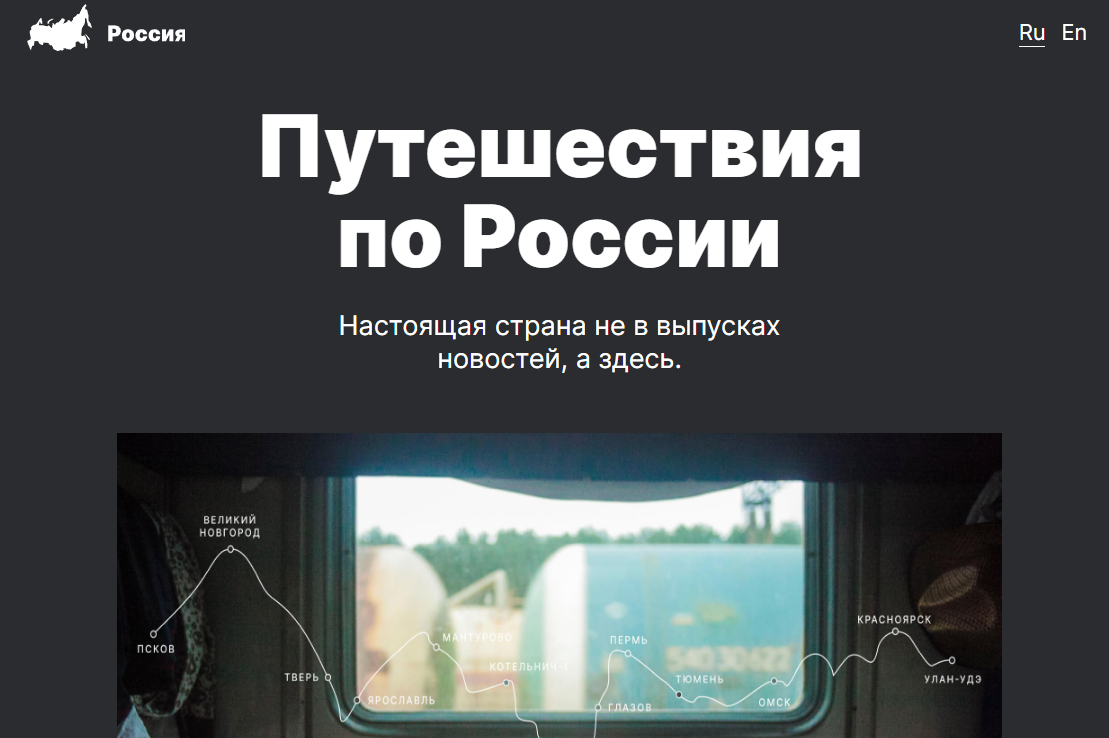 Россия
Ru En
Путешествия
по России
Настоящая страна не в выпусках
новостей, а здесь.
ВЕЛИКИЙ
НОВГОРОД
ПСКОВ
ТВЕРЬ
ЯРОСЛАВЛЬ
МАНТУРОВО
КОТЕЛЬНИЧ-1
ГЛАЗОВ
ПЕРМЬ
ТЮМЕНЬ
ОМСК
КРАСНОЯРСК
УЛАН-УДЭ
54030622